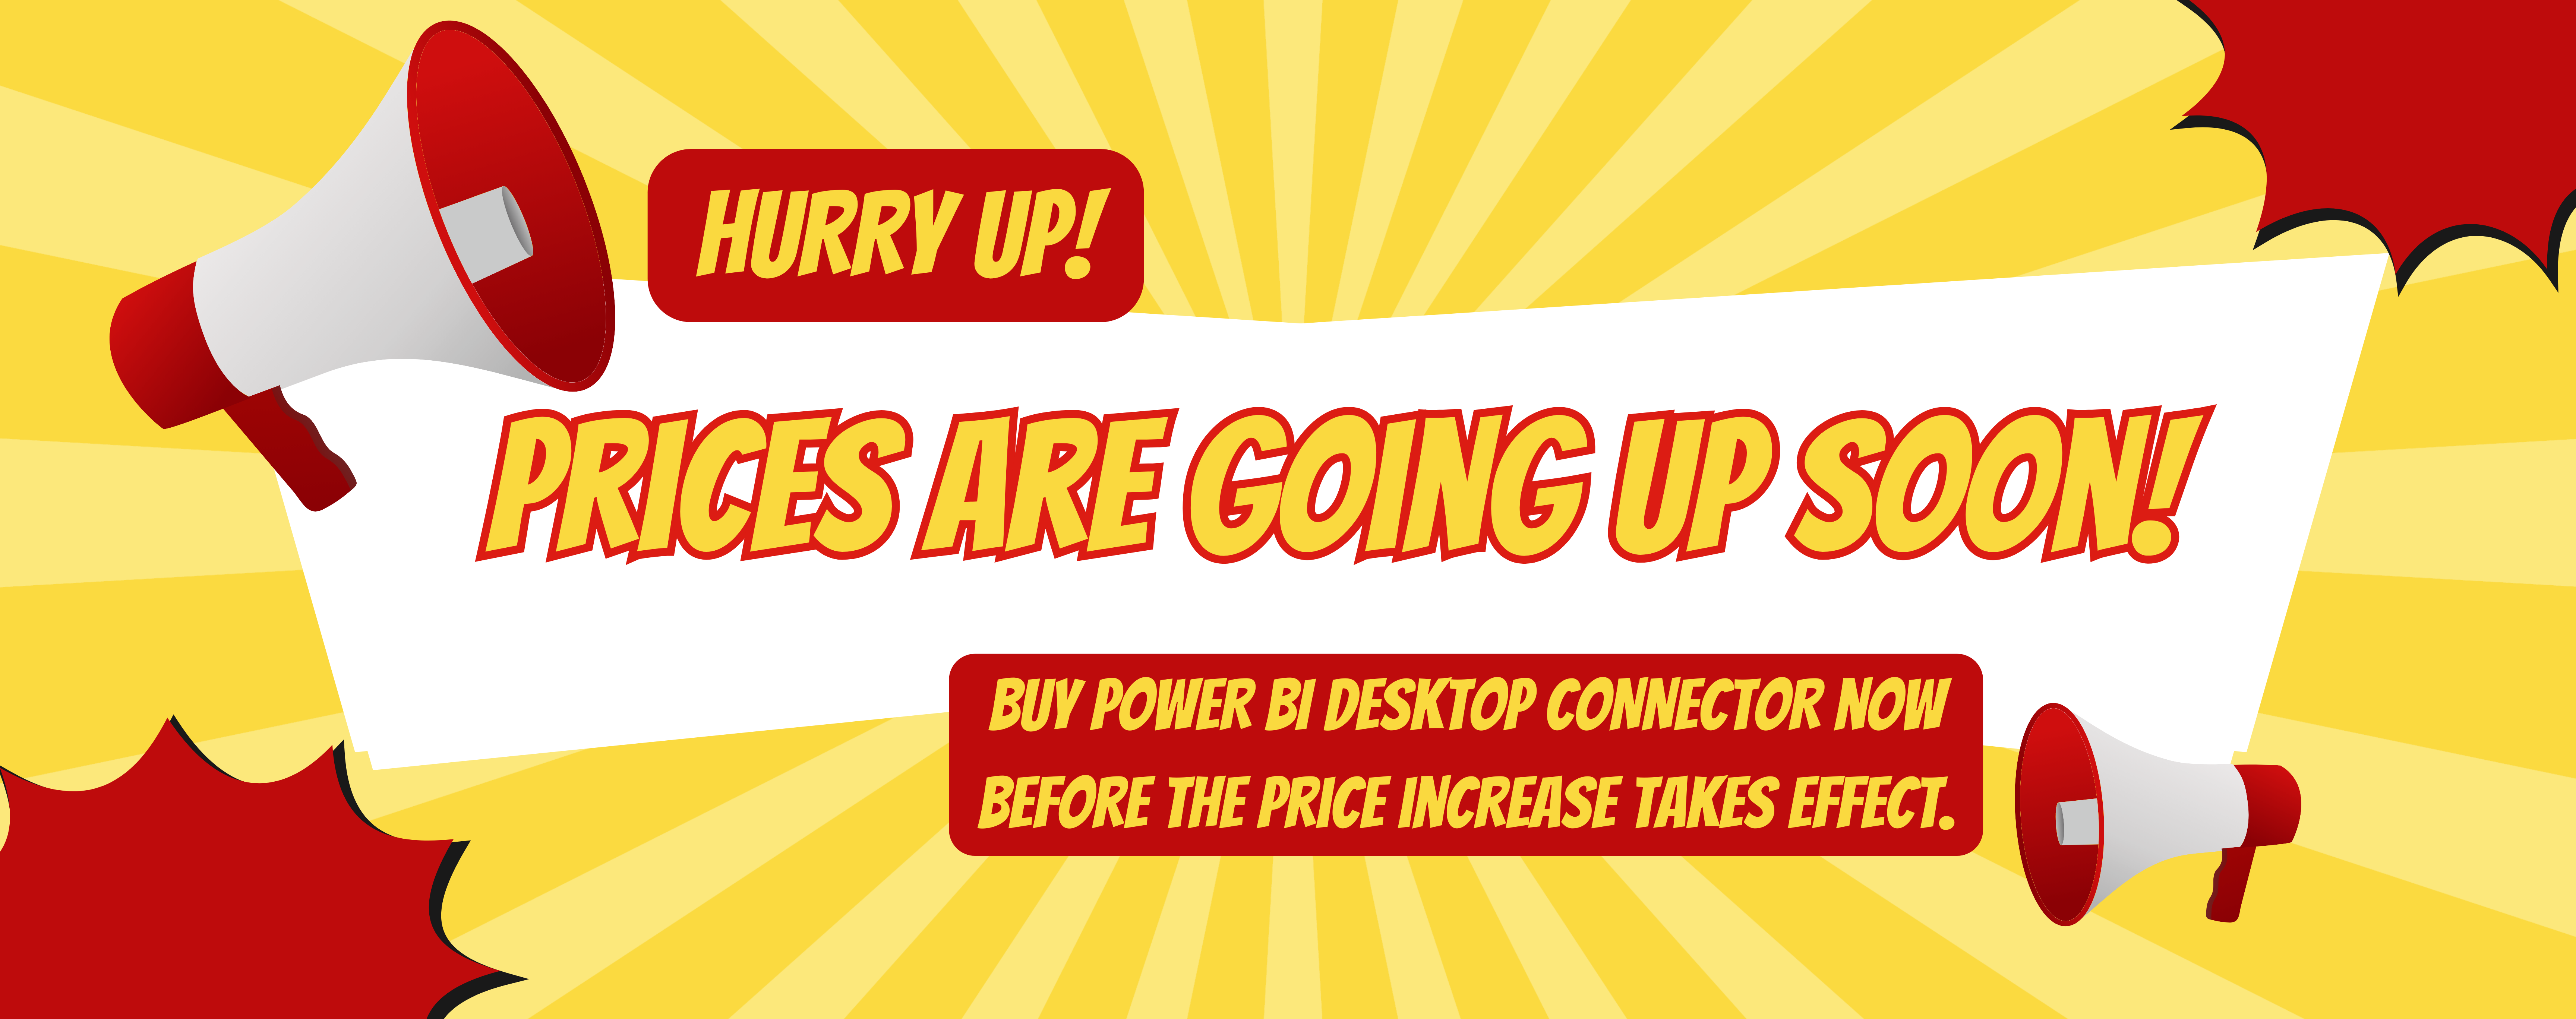 HURRY UP!
PRICES ARE GOING UP SOON!
BUY POWER BI DESKTOP CONNECTOR NOW
BEFORE THE PRICE INCREASE TAKES EFFECT.